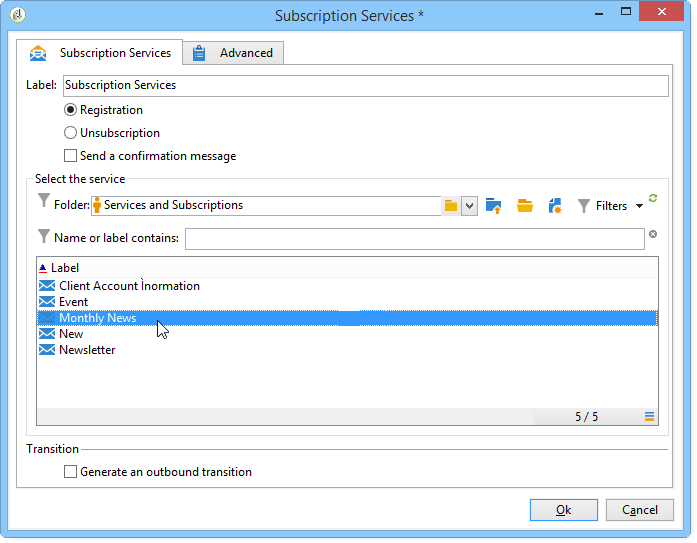 Subscription Services *
Subscription Services Advanced
Label: Subscription Services
Registration
Unsubscription
Send a confirmation message
Select the service
Folder: Services and Subscriptions Filters
Name or label contains:
Label
Client Account Inormation
Event
Monthly News
New
Newsletter
5 / 5
Transition
Generate an outbound transition
Ok Cancel